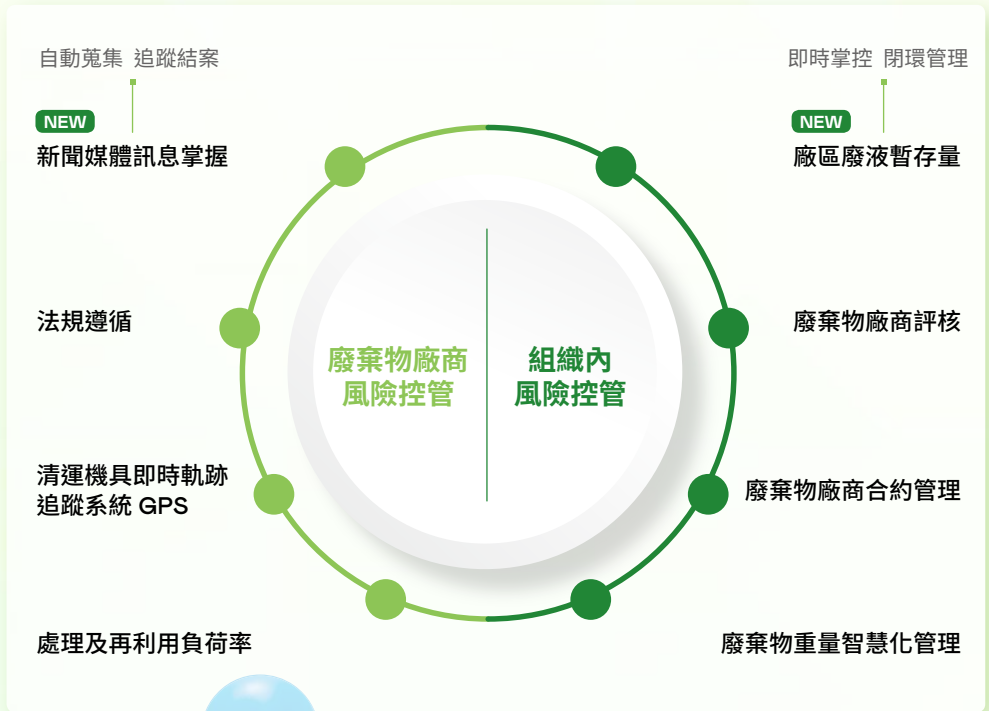 自動蒐集 追蹤結案
NEW
新聞媒體訊息掌握
法規遵循
清運機具即時軌跡
追蹤系統 GPS
處理及再利用負荷率
廢棄物廠商
風險控管
組織內
風險控管
即時掌控 閉環管理
NEW
廠區廢液暫存量
廢棄物廠商評核
廢棄物廠商合約管理
廢棄物重量智慧化管理